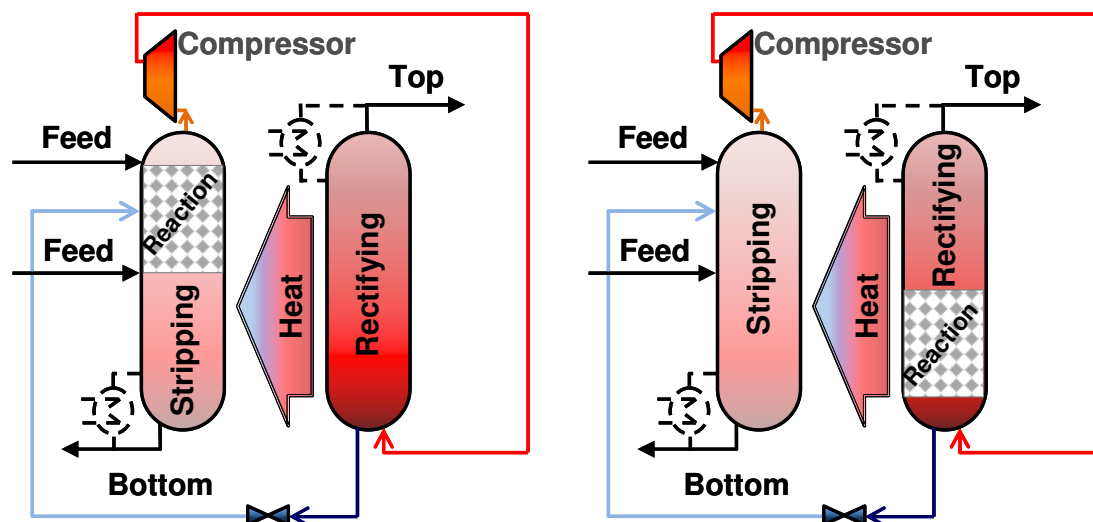 Compressor
Top
Feed
Reaction
Feed
Heat
Rectifying
Stripping
Bottom
Compressor
Top
Feed
Rectifying
Stripping
Feed
Heat
Reaction
Bottom